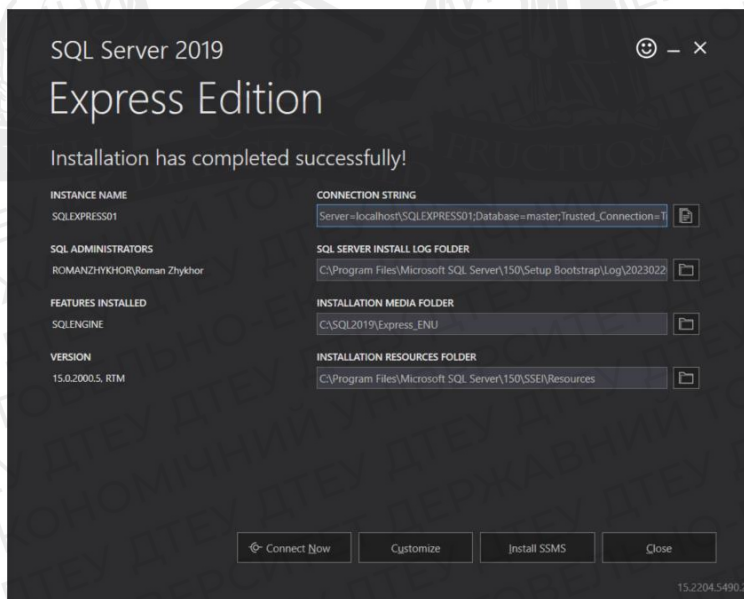 SQL Server 2019
Express Edition
Installation has completed successfully!
INSTANCE NAME
SQLEXPRESS01
CONNECTION STRING
Server=localhost\SQLEXPRESS01;Database=master;Trusted_Connection=T
SQL ADMINISTRATORS
ROMANZHYKHOR\Roman Zhykhor
SQL SERVER INSTALL LOG FOLDER
C:\Program Files\Microsoft SQL Server\150\Setup Bootstrap\Log\2023022
FEATURES INSTALLED
SQLENGINE
INSTALLATION MEDIA FOLDER
C:\SQL2019\Express_ENU
VERSION
15.0.2000.5, RTM
INSTALLATION RESOURCES FOLDER
C:\Program Files\Microsoft SQL Server\150\SSEI\Resources
Connect Now
Customize
Install SSMS
Close
15.2204.5490.